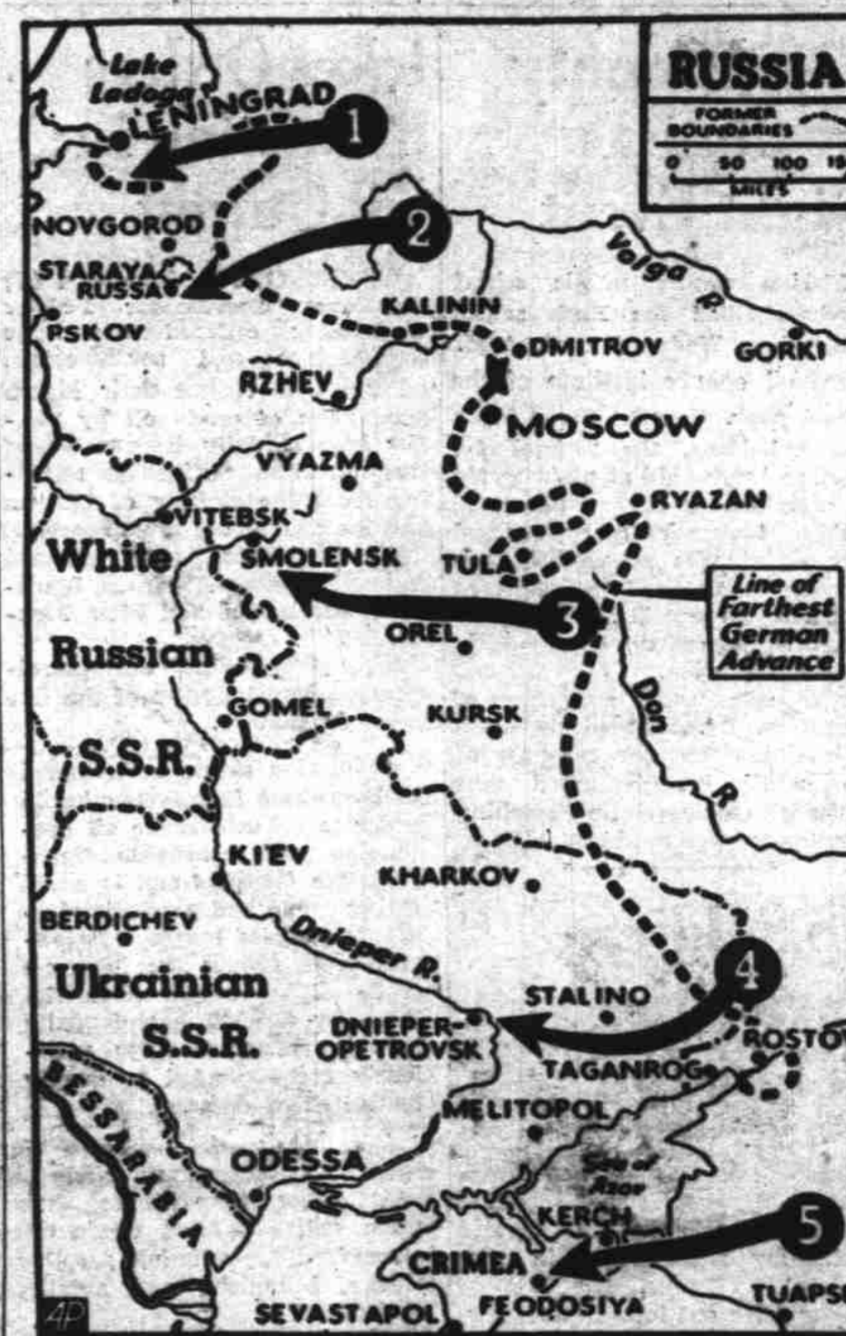 Lake
Ladoga
LENINGRAD
1
RUSSIA
FORMER
BOUNDARIES
0 50 100
MILES
NOVGOROD
2
STARAYA
RUSSA
Volga R.
PSKOV
KALININ
DMITROV
GORKI
RZHEV
MOSCOW
VYAZMA
RYAZAN
VITEBSK
White
SMOLENSK
TULA
Line of
Farthest
German
Advance
3
OREL
Russian
Don R
GOMEL
KURSK
S.S.R.
KIEV
KHARKOV
BERDICHEV
Dnieper R.
4
Ukrainian
STALINO
DNIEPER-
OPETROVSK
S.S.R.
ROSTOV
TAGANROG
BESSARABIA
MELITOPOL
ODESSA
Sea of
Azov
KERCH
5
CRIMEA
FEODOSIYA
TUAPSE
SEVASTAPOL
AP